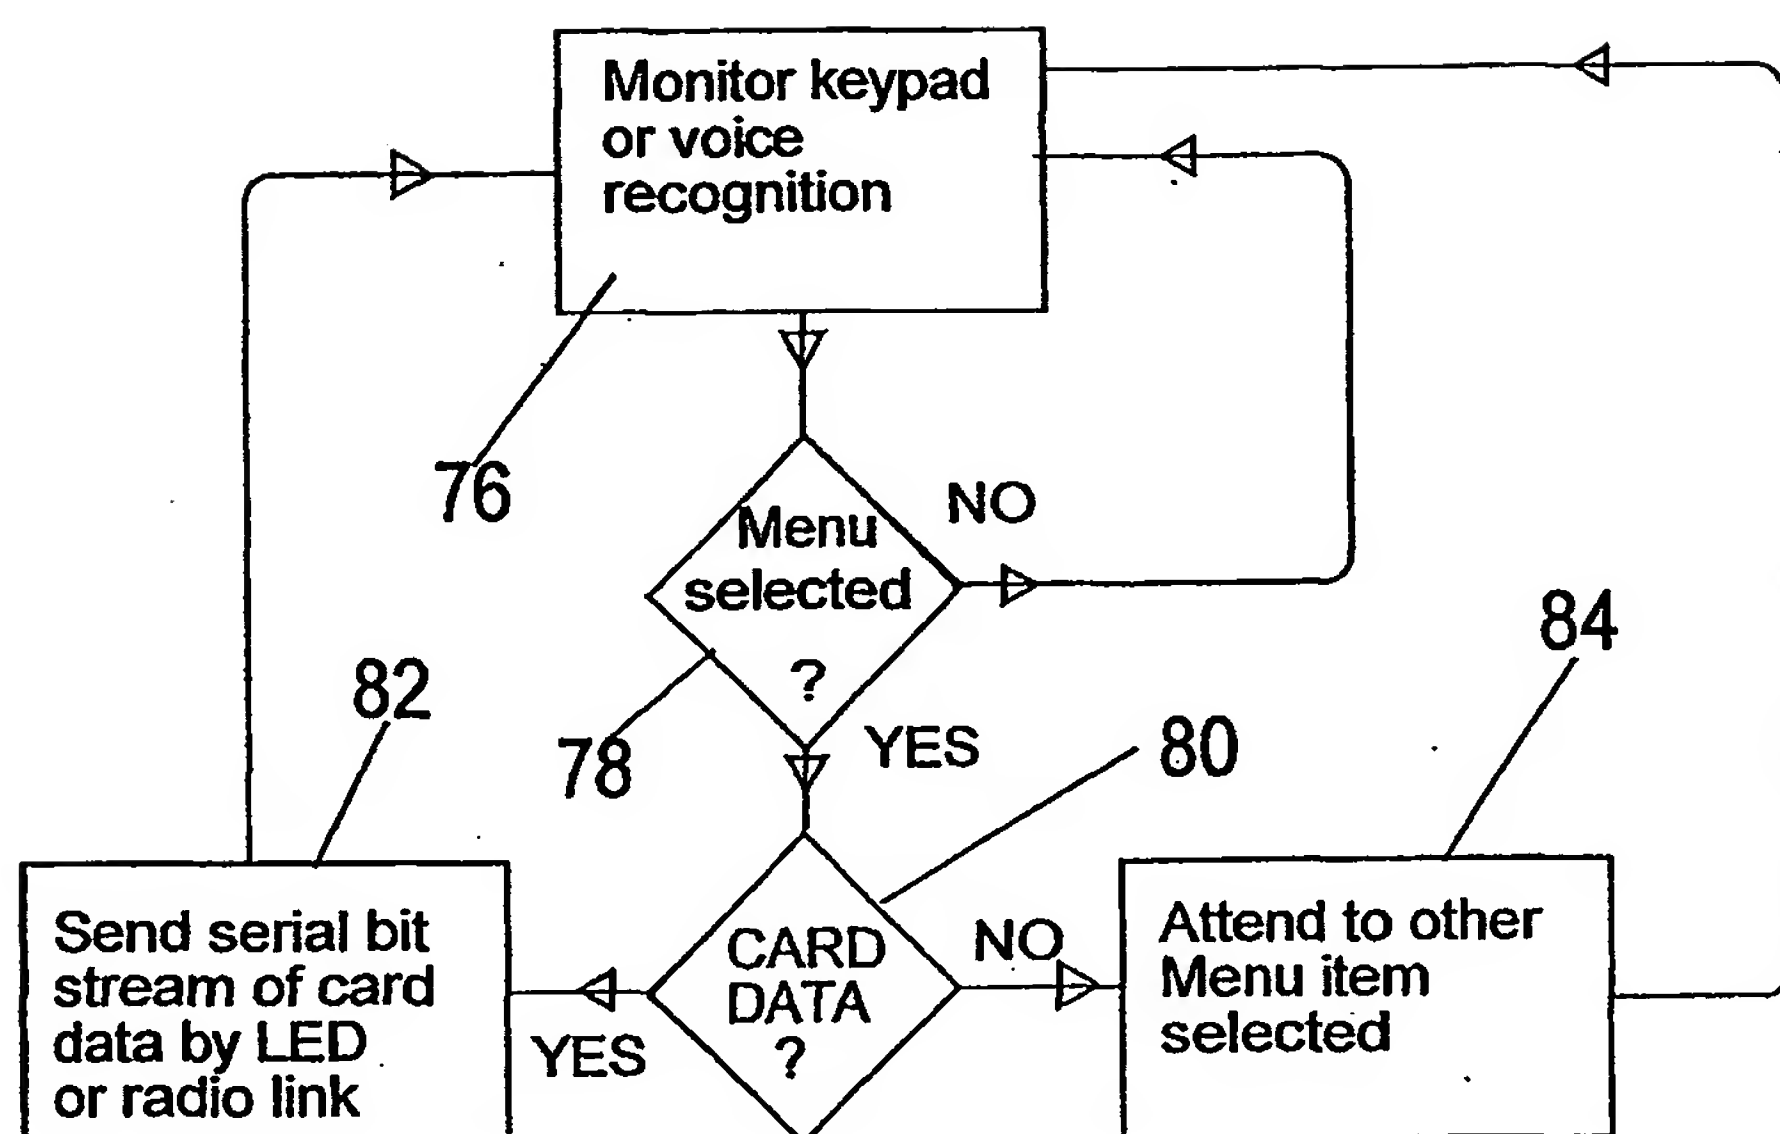 Monitor keypad
or voice
recognition
76
Menu
selected
?
NO
78
YES
82
80
84
Send serial bit
stream of card
data by LED
or radio link
YES
CARD
DATA
?
NO
Attend to other
Menu item
selected